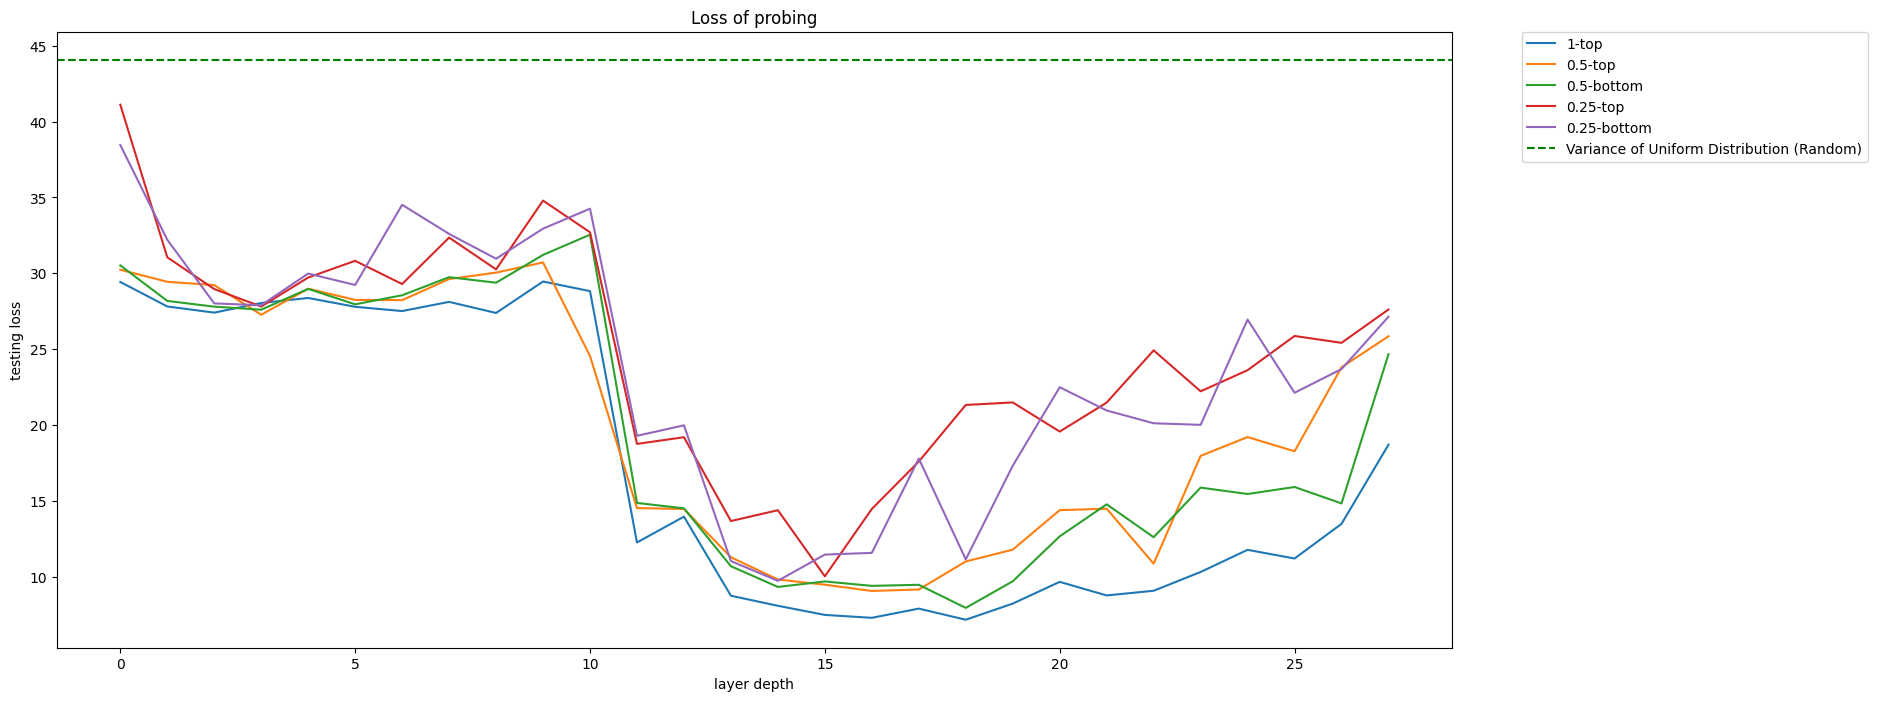 Loss of probing
45
40
35
30
25
20
15
10
testing loss
0
5
10
15
20
25
layer depth
1-top
0.5-top
0.5-bottom
0.25-top
0.25-bottom
Variance of Uniform Distribution (Random)